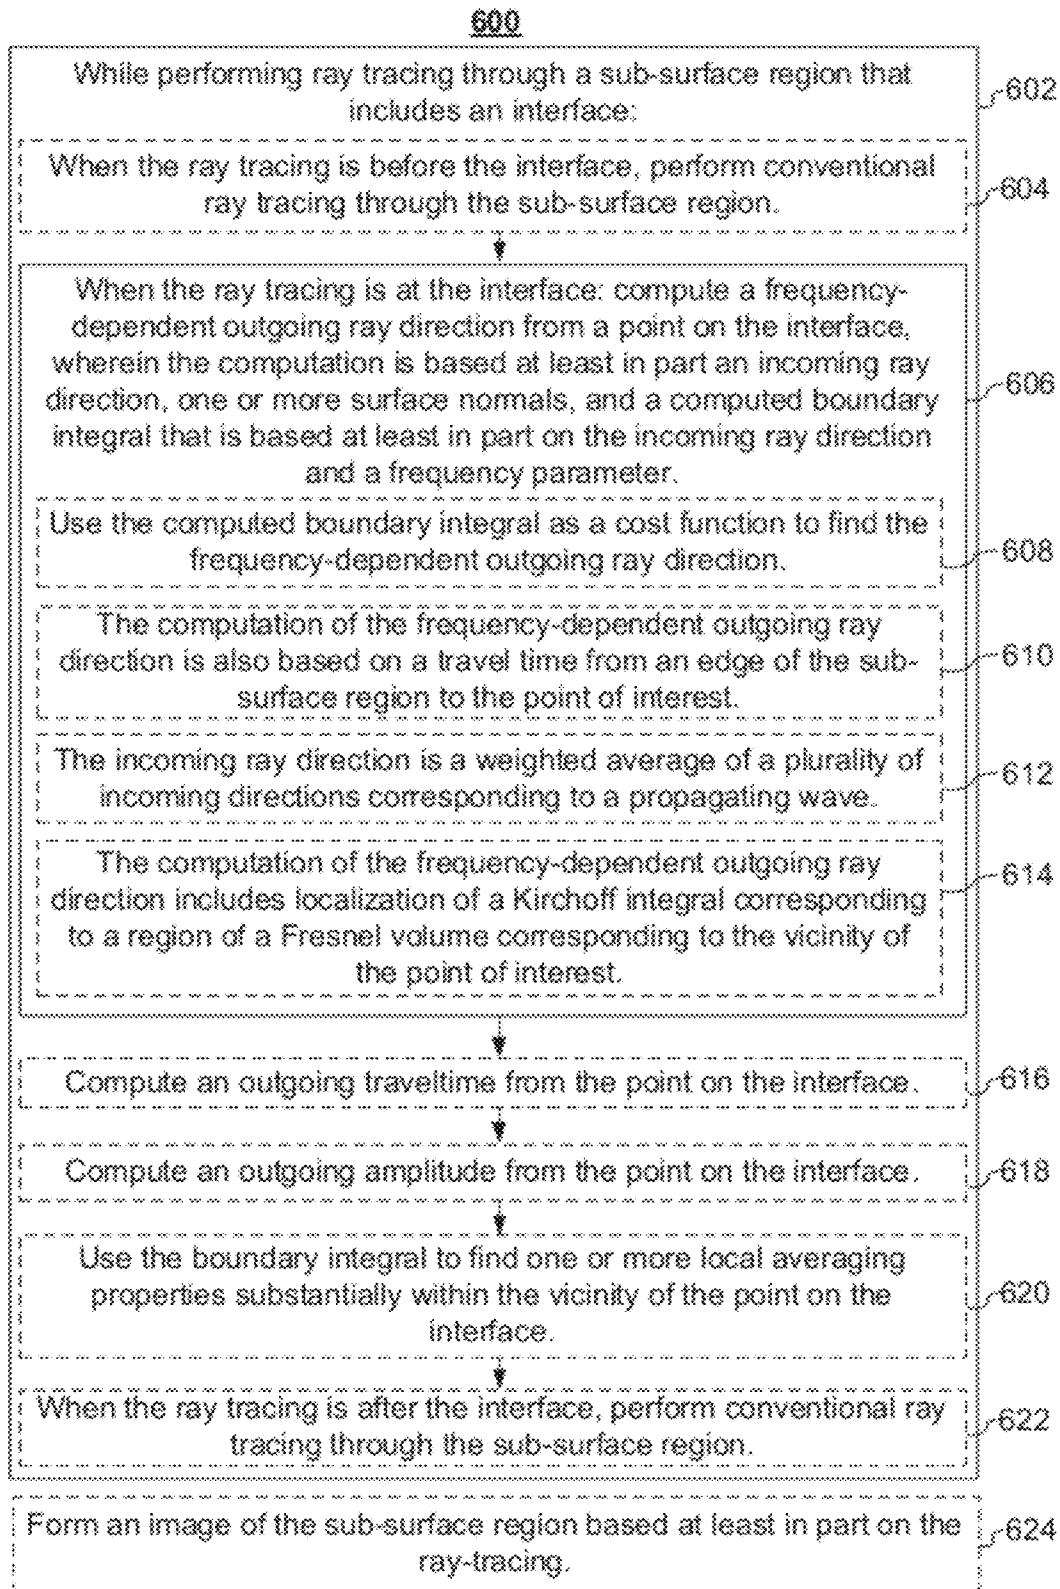 600
While performing ray tracing through a sub-surface region that
includes an interface:
602
When the ray tracing is before the interface, perform conventional
ray tracing through the sub-surface region.
604
When the ray tracing is at the interface: compute a frequency-
dependent outgoing ray direction from a point on the interface,
wherein the computation is based at least in part an incoming ray
direction, one or more surface normals, and a computed boundary
integral that is based at least in part on the incoming ray direction
and a frequency parameter.
606
Use the computed boundary integral as a cost function to find the
frequency-dependent outgoing ray direction.
608
The computation of the frequency-dependent outgoing ray
direction is also based on a travel time from an edge of the sub-
surface region to the point of interest.
610
The incoming ray direction is a weighted average of a plurality of
incoming directions corresponding to a propagating wave.
612
The computation of the frequency-dependent outgoing ray
direction includes localization of a Kirchoff integral corresponding
to a region of a Fresnel volume corresponding to the vicinity of
the point of interest.
614
Compute an outgoing traveltime from the point on the interface.
616
Compute an outgoing amplitude from the point on the interface.
618
Use the boundary integral to find one or more local averaging
properties substantially within the vicinity of the point on the
interface.
620
When the ray tracing is after the interface, perform conventional ray
tracing through the sub-surface region.
622
Form an image of the sub-surface region based at least in part on the
ray-tracing.
624